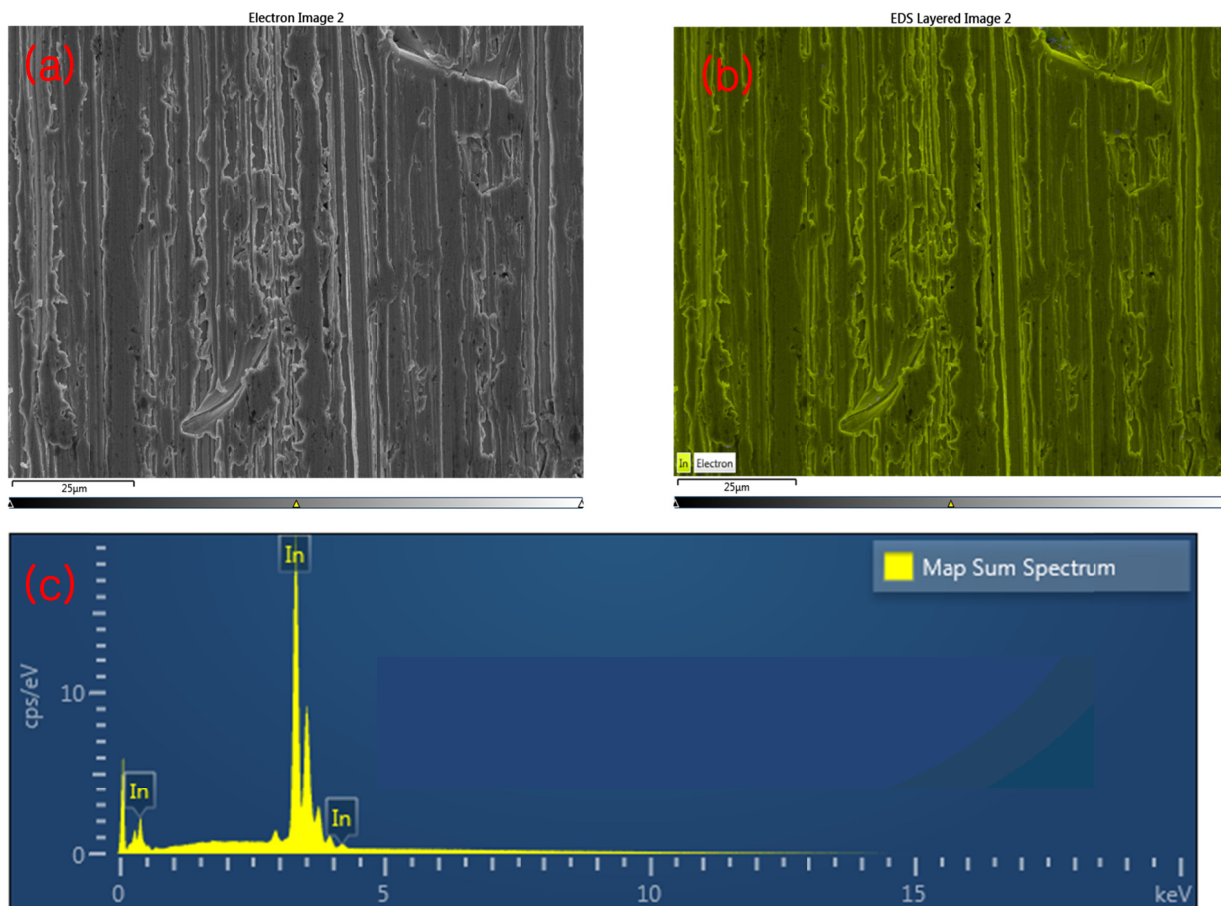 Electron Image 2
(a)
25µm
EDS Layered Image 2
(b)
In Electron
25µm
(c)
In
Map Sum Spectrum
cps/eV
10
In
In
0
0 5 10 15 keV